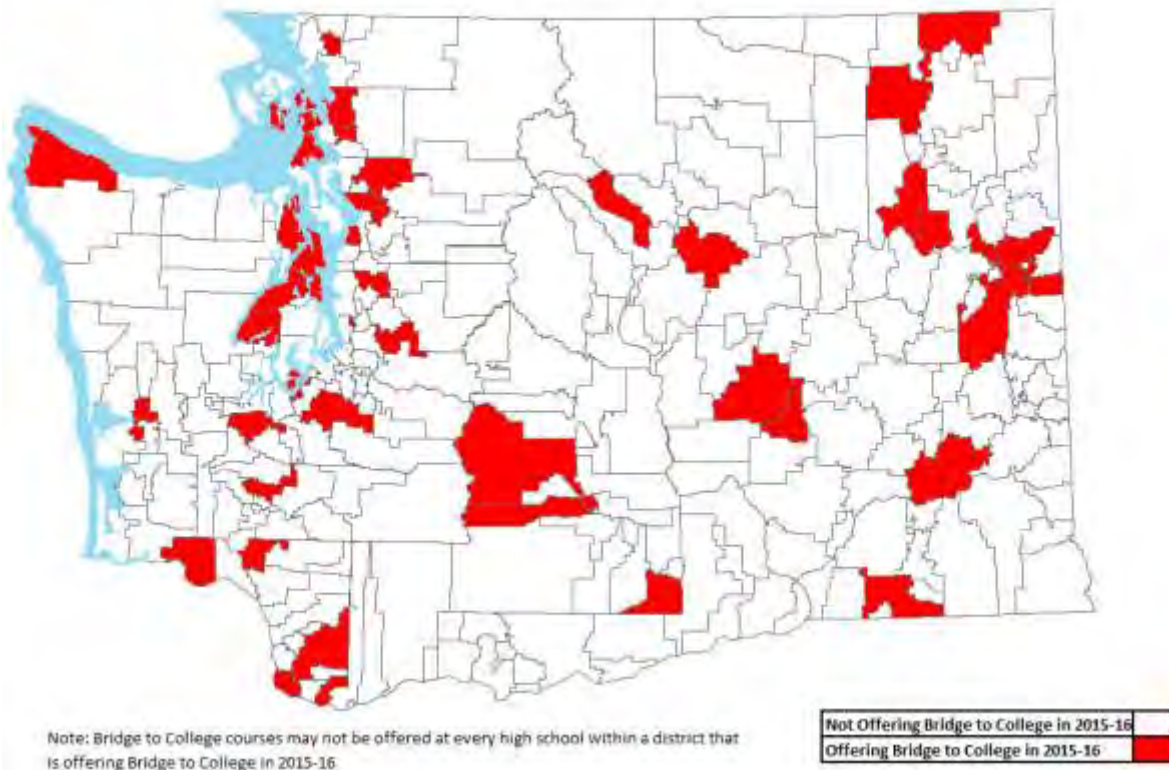 Note: Bridge to College courses may not be offered at every high school within a district that
is offering Bridge to College in 2015-16
Not Offering Bridge to College in 2015-16
Offering Bridge to College in 2015-16